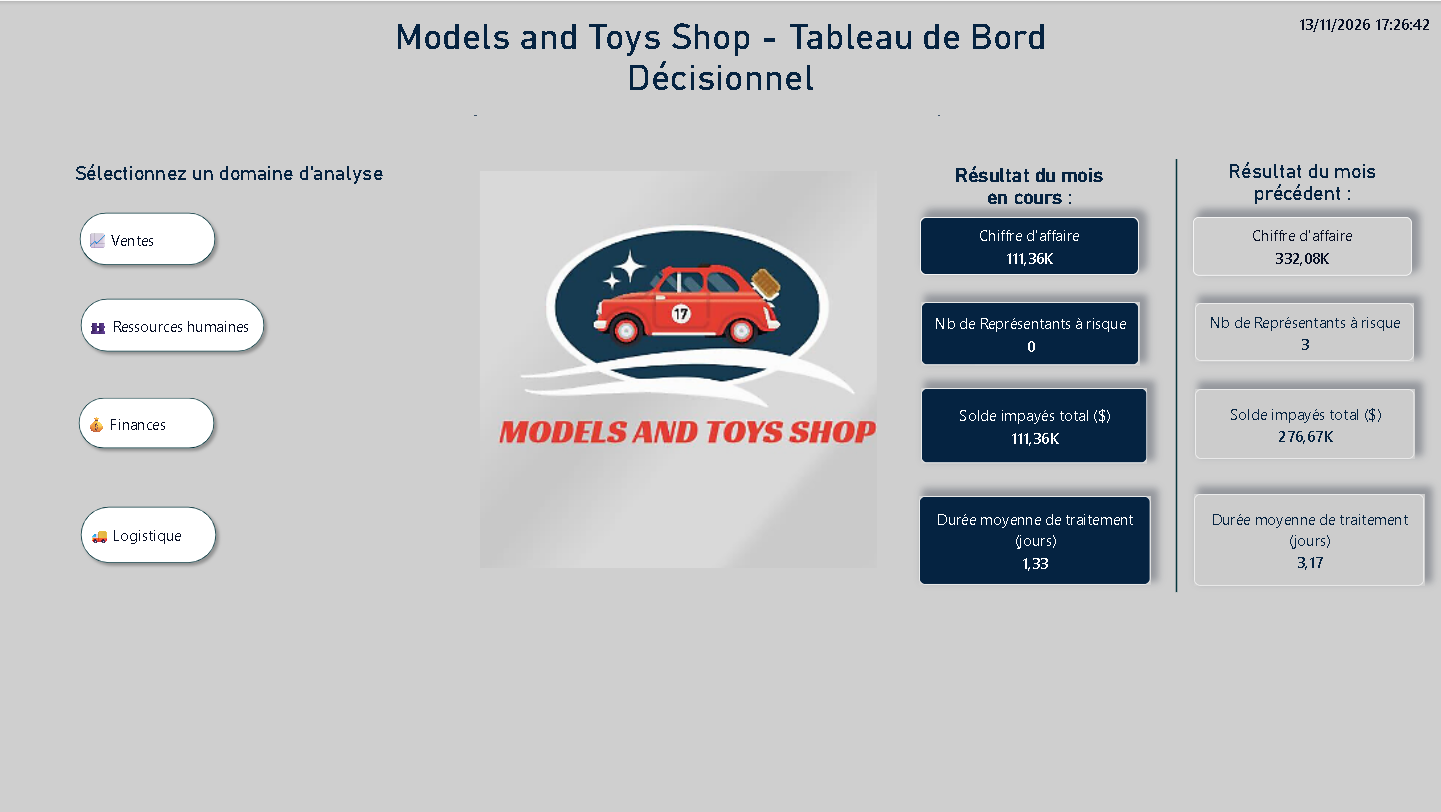 13/11/2026 17:26:42
Models and Toys Shop - Tableau de Bord
Décisionnel
Sélectionnez un domaine d'analyse
Ventes
Ressources humaines
Finances
Logistique
17
MODELS AND TOYS SHOP
Résultat du mois
en cours :
Chiffre d'affaire
111,36K
Nb de Représentants à risque
0
Solde impayés total ($)
111,36K
Durée moyenne de traitement
(jours)
1,33
Résultat du mois
précédent :
Chiffre d'affaire
332,08K
Nb de Représentants à risque
3
Solde impayés total ($)
276,67K
Durée moyenne de traitement
(jours)
3,17